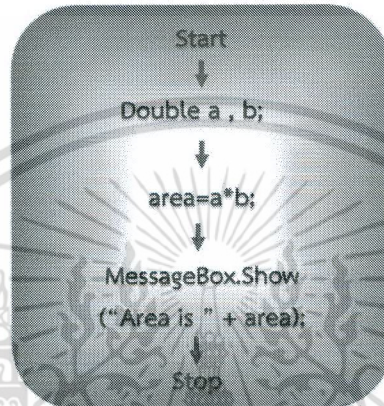 Start
Double a , b;
area=a*b;
MessageBox.Show
("Area is " + area);
Stop